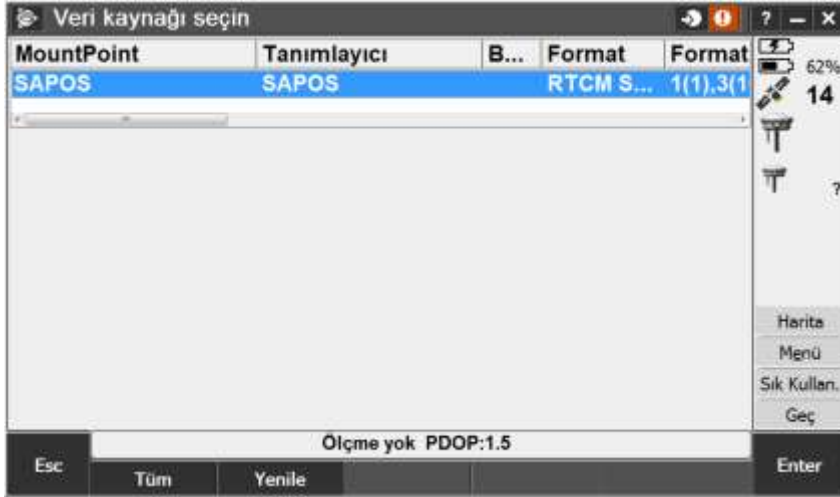 Veri kaynağı seçin
? – ×
MountPoint Tanımlayıcı B... Format Format
SAPOS SAPOS RTCM S... 1(1),3(1
62%
14
?
Harita
Menü
Sık Kullan.
Geç
Ölçme yok PDOP:1.5
Esc Tüm Yenile Enter